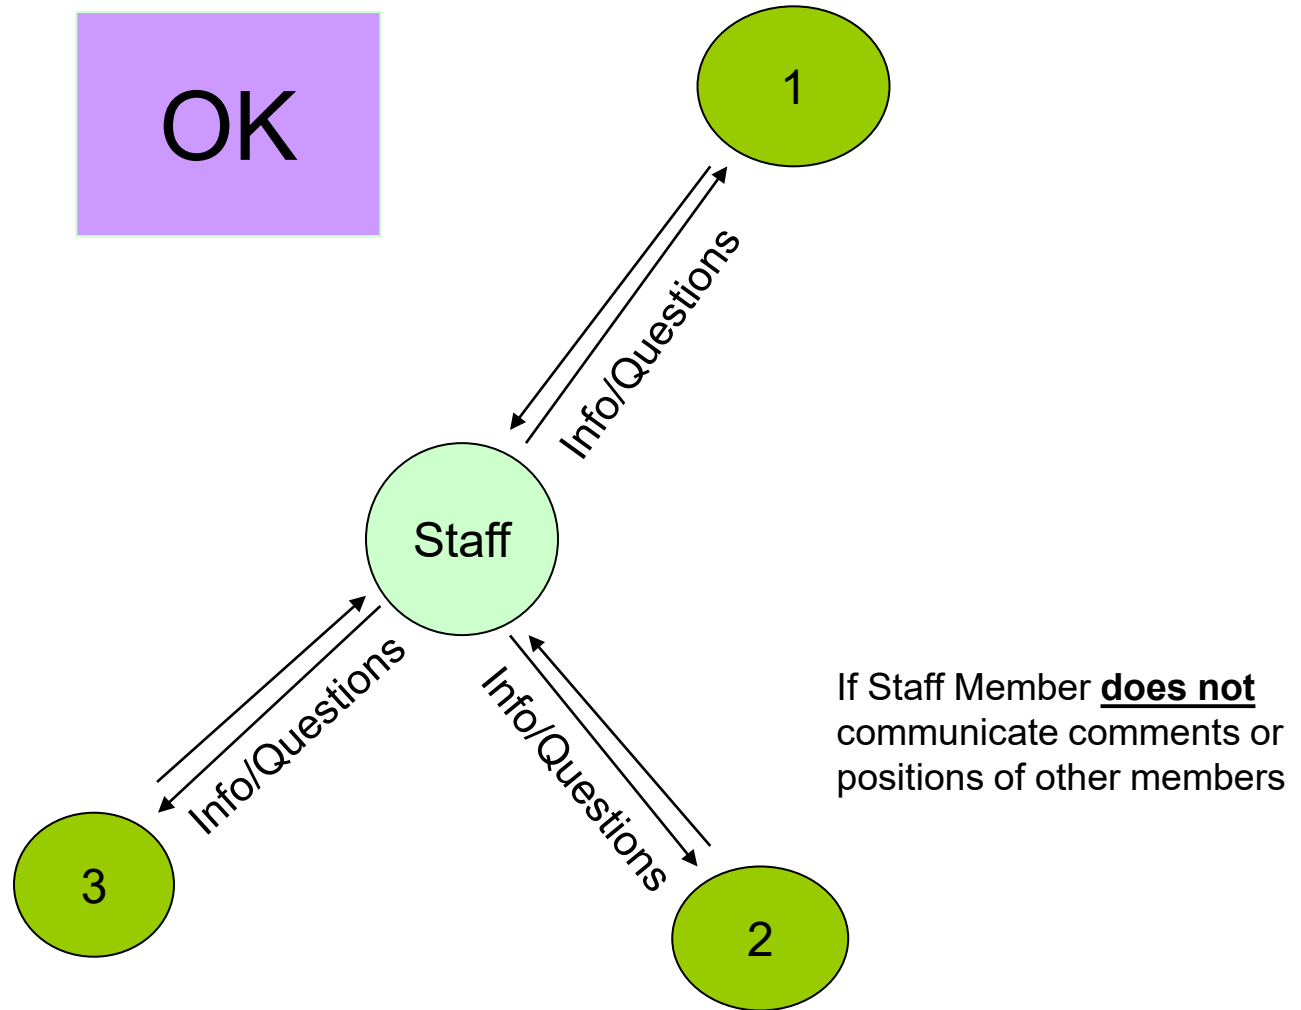 OK
1
Info/Questions
Staff
Info/Questions
Info/Questions
If Staff Member does not
communicate comments or
positions of other members
3
2